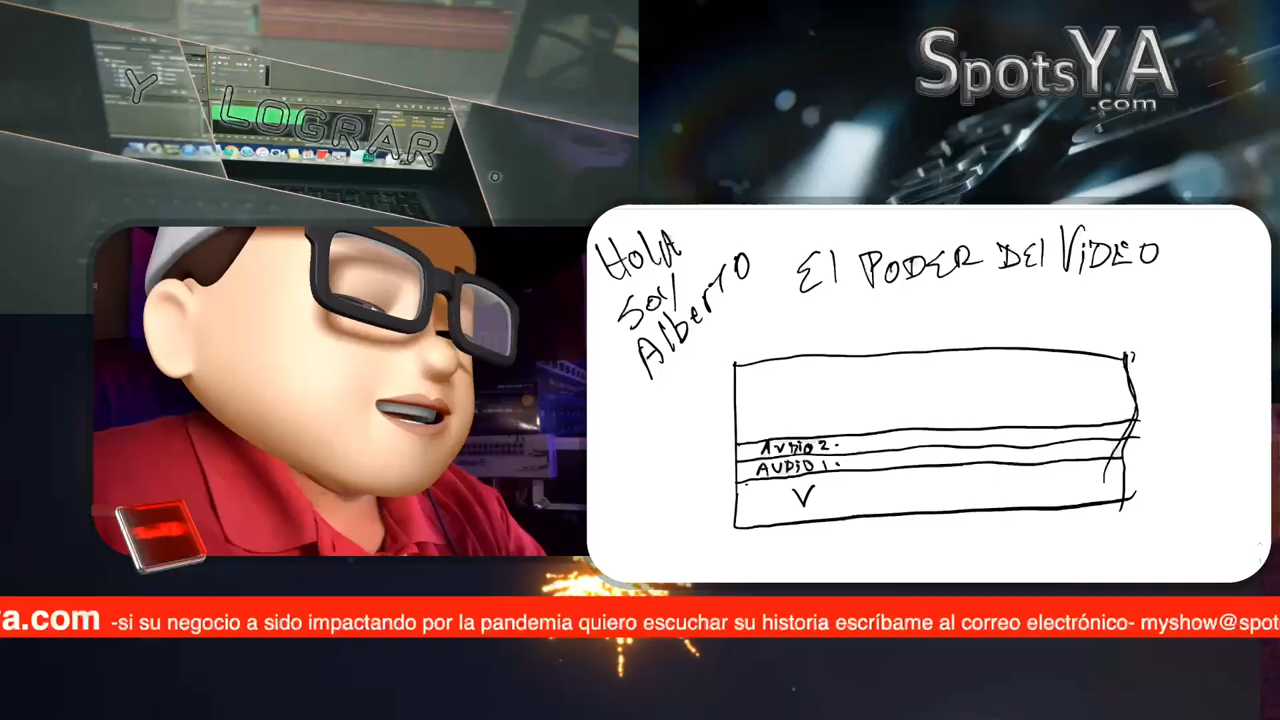 Y LOGRAR
SpotsYA
.com
HOLA
SOY
AlberTO
El PODER DEl ViDEO
AUDiO 2.
AUDiO 1.
V
ya.com -si su negocio a sido impactando por la pandemia quiero escuchar su historia escríbame al correo electrónico- myshow@spot